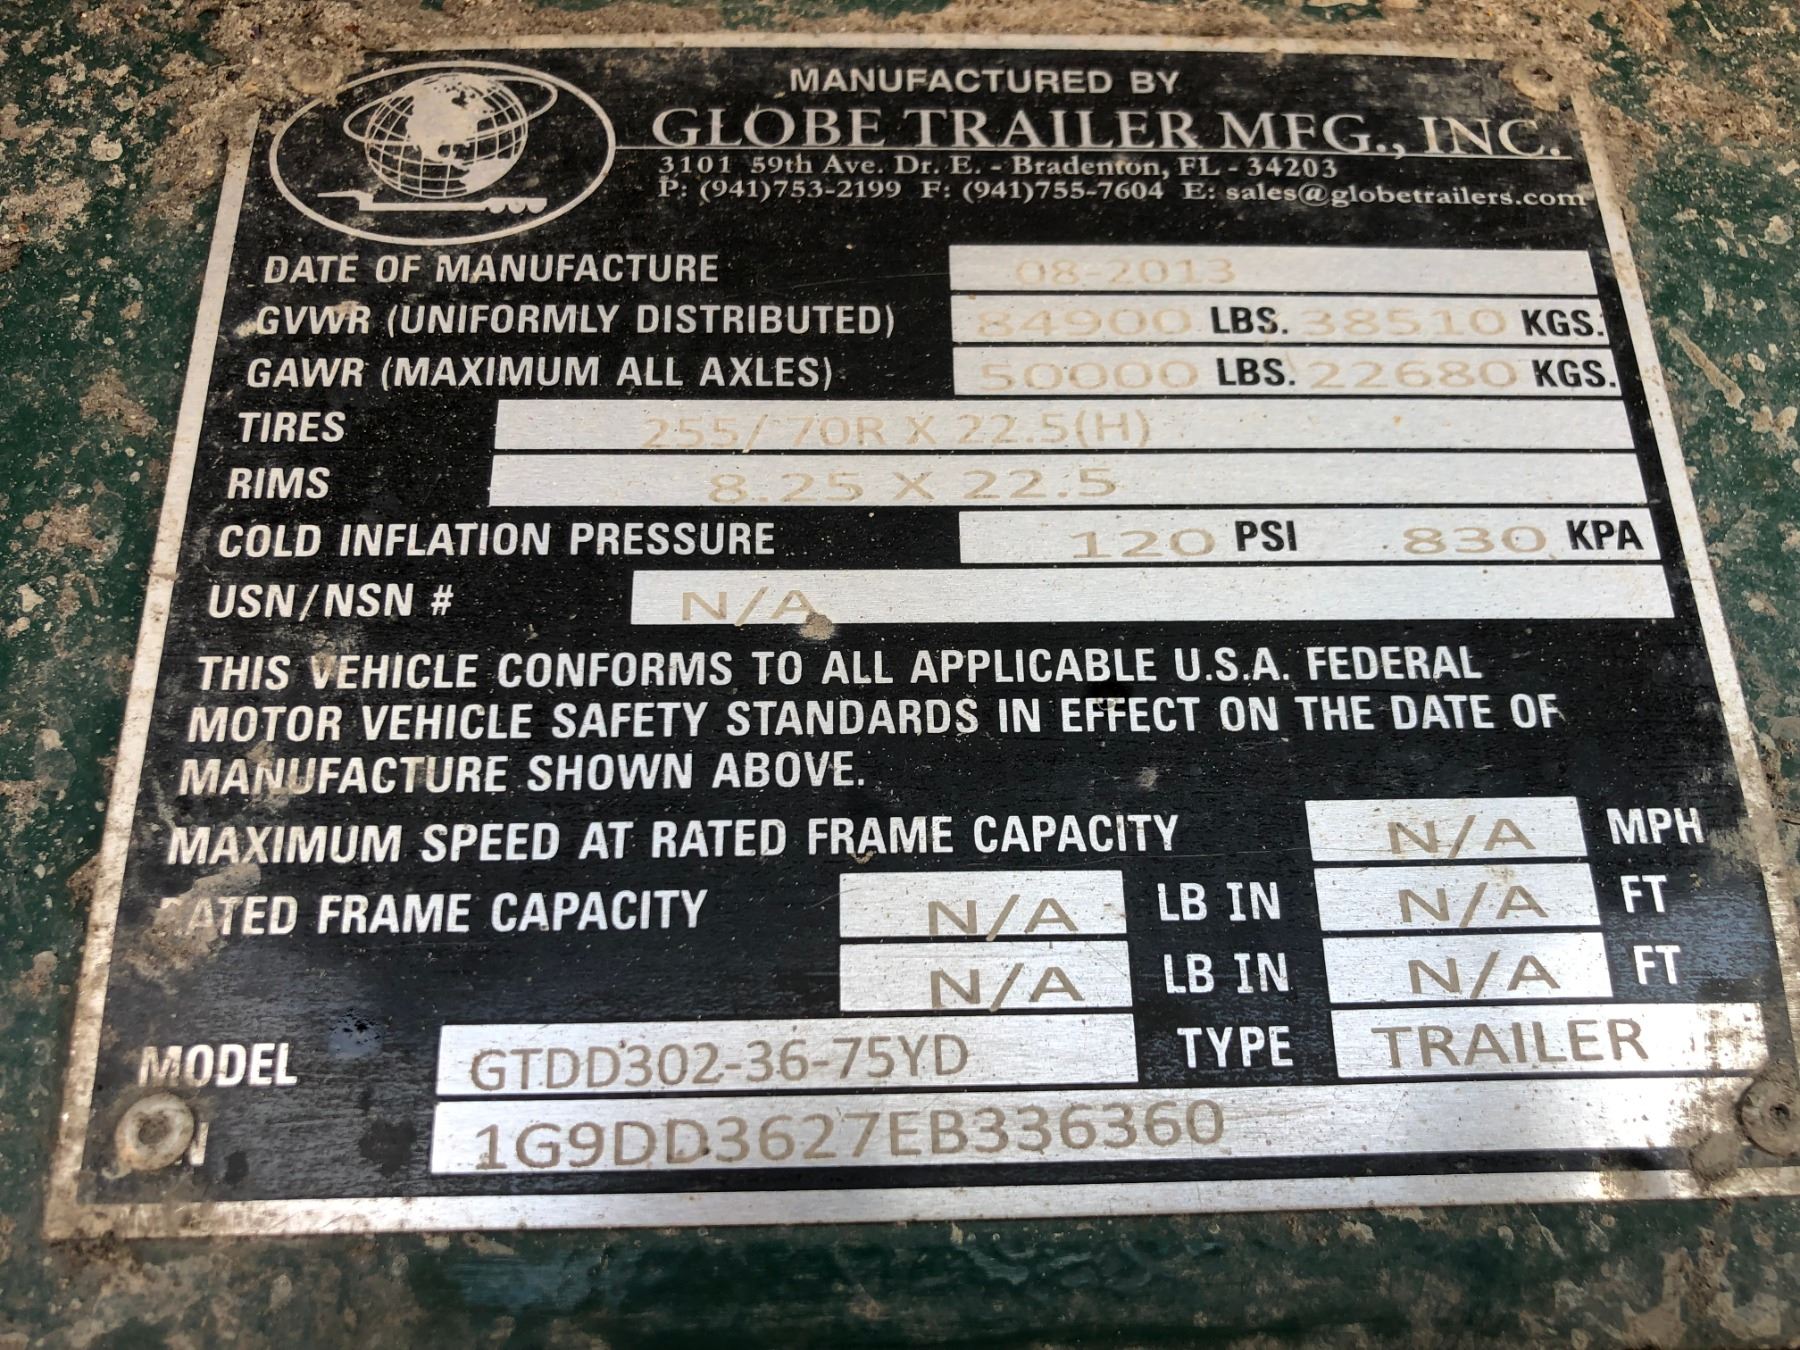 MANUFACTURED BY
GLOBE TRAILER MFG., INC.
3101 59th Ave. Dr. E. - Bradenton, FL - 34203
P: (941)753-2199 F: (941)755-7604 E: sales@globetrailers.com
DATE OF MANUFACTURE 08-2013
GVWR (UNIFORMLY DISTRIBUTED) 84900 LBS. 38510 KGS.
GAWR (MAXIMUM ALL AXLES) 50000 LBS. 22680 KGS.
TIRES 255/ 70R X 22.5(H)
RIMS 8.25 X 22.5
COLD INFLATION PRESSURE 120 PSI 830 KPA
USN/NSN # N/A
THIS VEHICLE CONFORMS TO ALL APPLICABLE U.S.A. FEDERAL
MOTOR VEHICLE SAFETY STANDARDS IN EFFECT ON THE DATE OF
MANUFACTURE SHOWN ABOVE.
MAXIMUM SPEED AT RATED FRAME CAPACITY N/A MPH
RATED FRAME CAPACITY N/A LB IN N/A FT
N/A LB IN N/A FT
MODEL GTDD302-36-75YD TYPE TRAILER
1G9DD3627EB336360